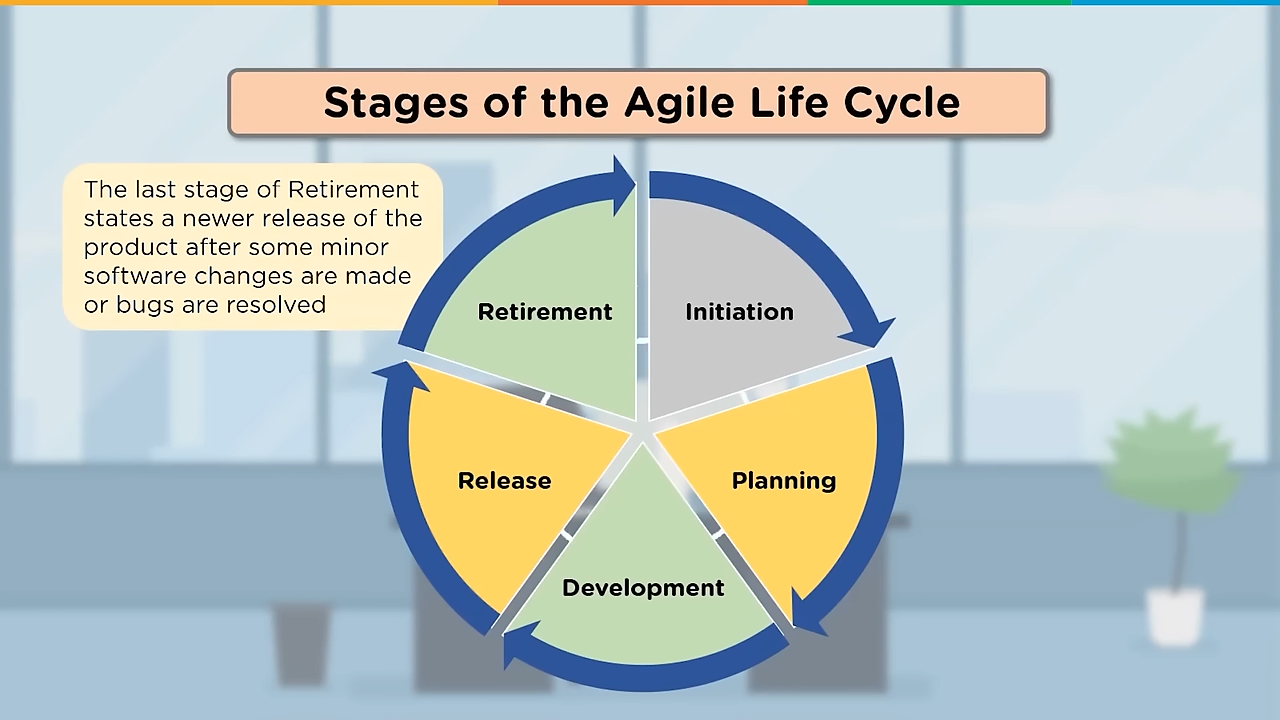 Stages of the Agile Life Cycle
The last stage of Retirement
states a newer release of the
product after some minor
software changes are made
or bugs are resolved
Retirement
Initiation
Release
Planning
Development